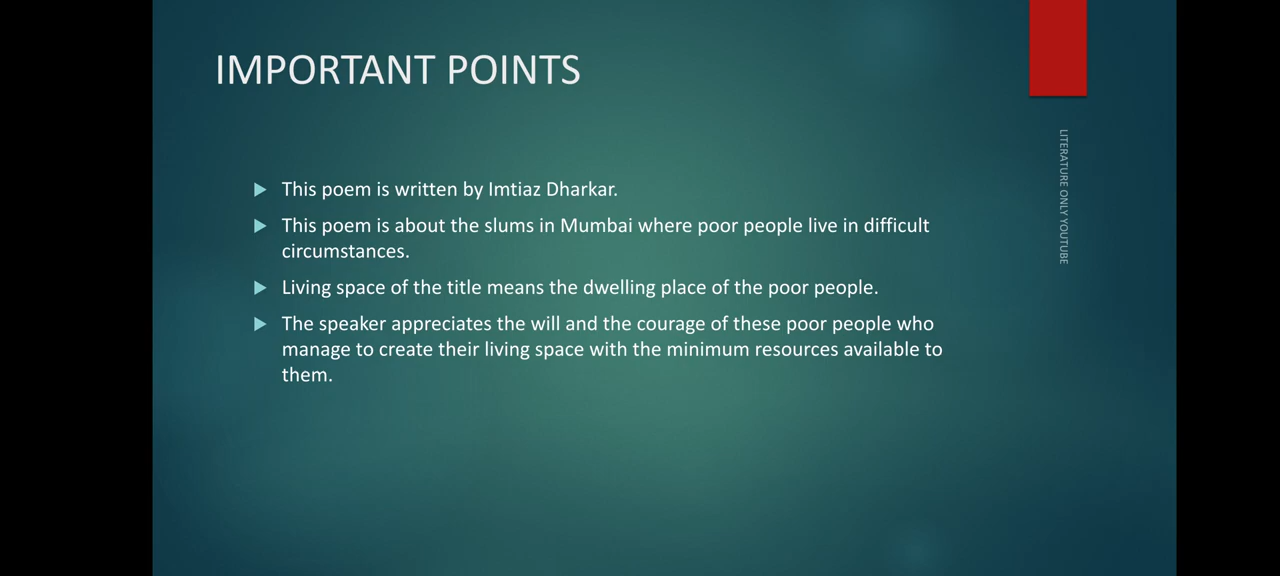 IMPORTANT POINTS
This poem is written by Imtiaz Dharkar.
This poem is about the slums in Mumbai where poor people live in difficult
circumstances.
Living space of the title means the dwelling place of the poor people.
The speaker appreciates the will and the courage of these poor people who
manage to create their living space with the minimum resources available to
them.
LITERATURE ONLY YOUTUBE